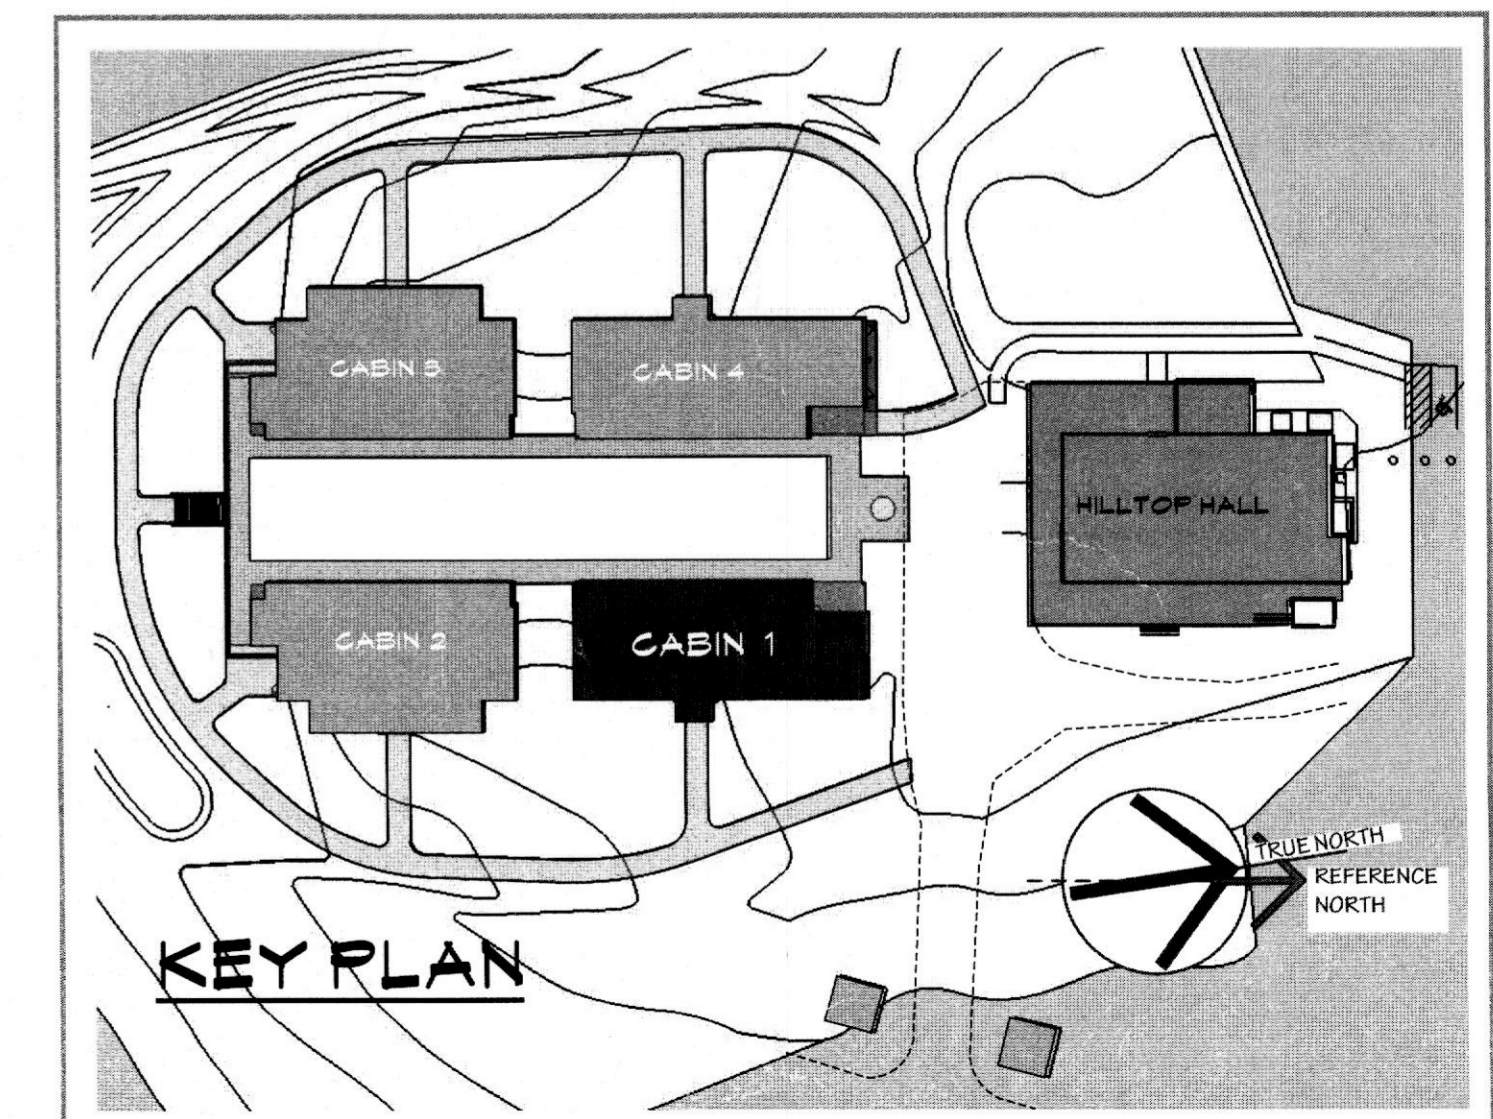 CABIN 3
CABIN 4
HILLTOP HALL
CABIN 2
CABIN 1
TRUE NORTH
REFERENCE
NORTH
KEY PLAN